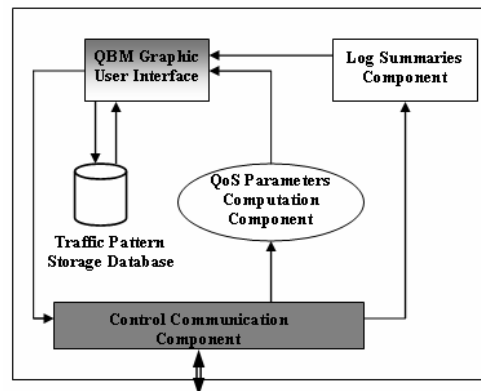 QBM Graphic
User Interface
Log Summaries
Component
QoS Parameters
Computation
Component
Traffic Pattern
Storage Database
Control Communication
Component